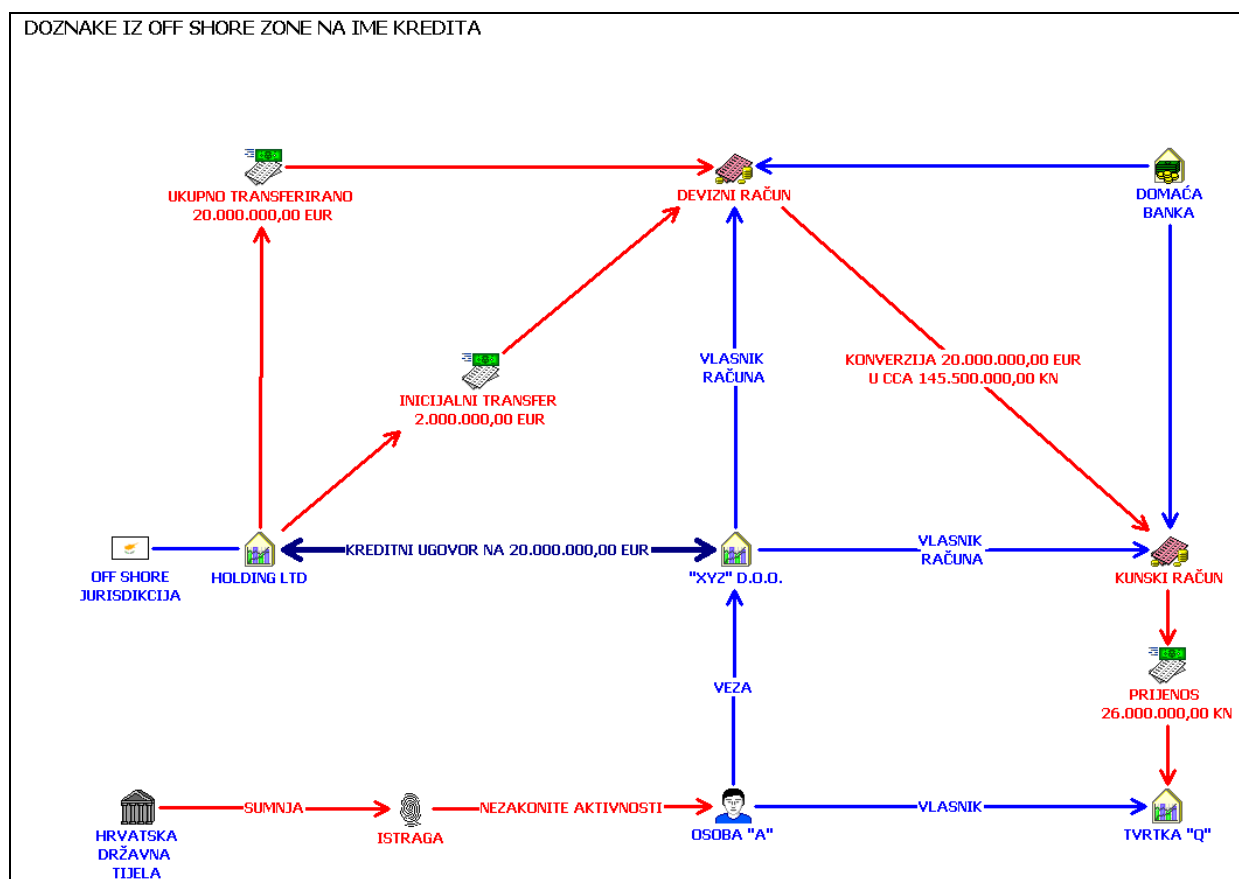 DOZNAKE IZ OFF SHORE ZONE NA IME KREDITA
UKUPNO TRANSFERIRANO
20.000.000,00 EUR
DEVIZNI RAČUN
DOMAĆA
BANKA
INICIJALNI TRANSFER
2.000.000,00 EUR
VLASNIK
RAČUNA
KONVERZIJA 20.000.000,00 EUR
U CCA 145.500.000,00 KN
OFF SHORE
JURISDIKCIJA
HOLDING LTD
KREDITNI UGOVOR NA 20.000.000,00 EUR
"XYZ" D.O.O.
VLASNIK
RAČUNA
KUNSKI RAČUN
VEZA
PRIJENOS
26.000.000,00 KN
HRVATSKA
DRŽAVNA
TIJELA
SUMNJA
ISTRAGA
NEZAKONITE AKTIVNOSTI
OSOBA "A"
VLASNIK
TVRTKA "Q"